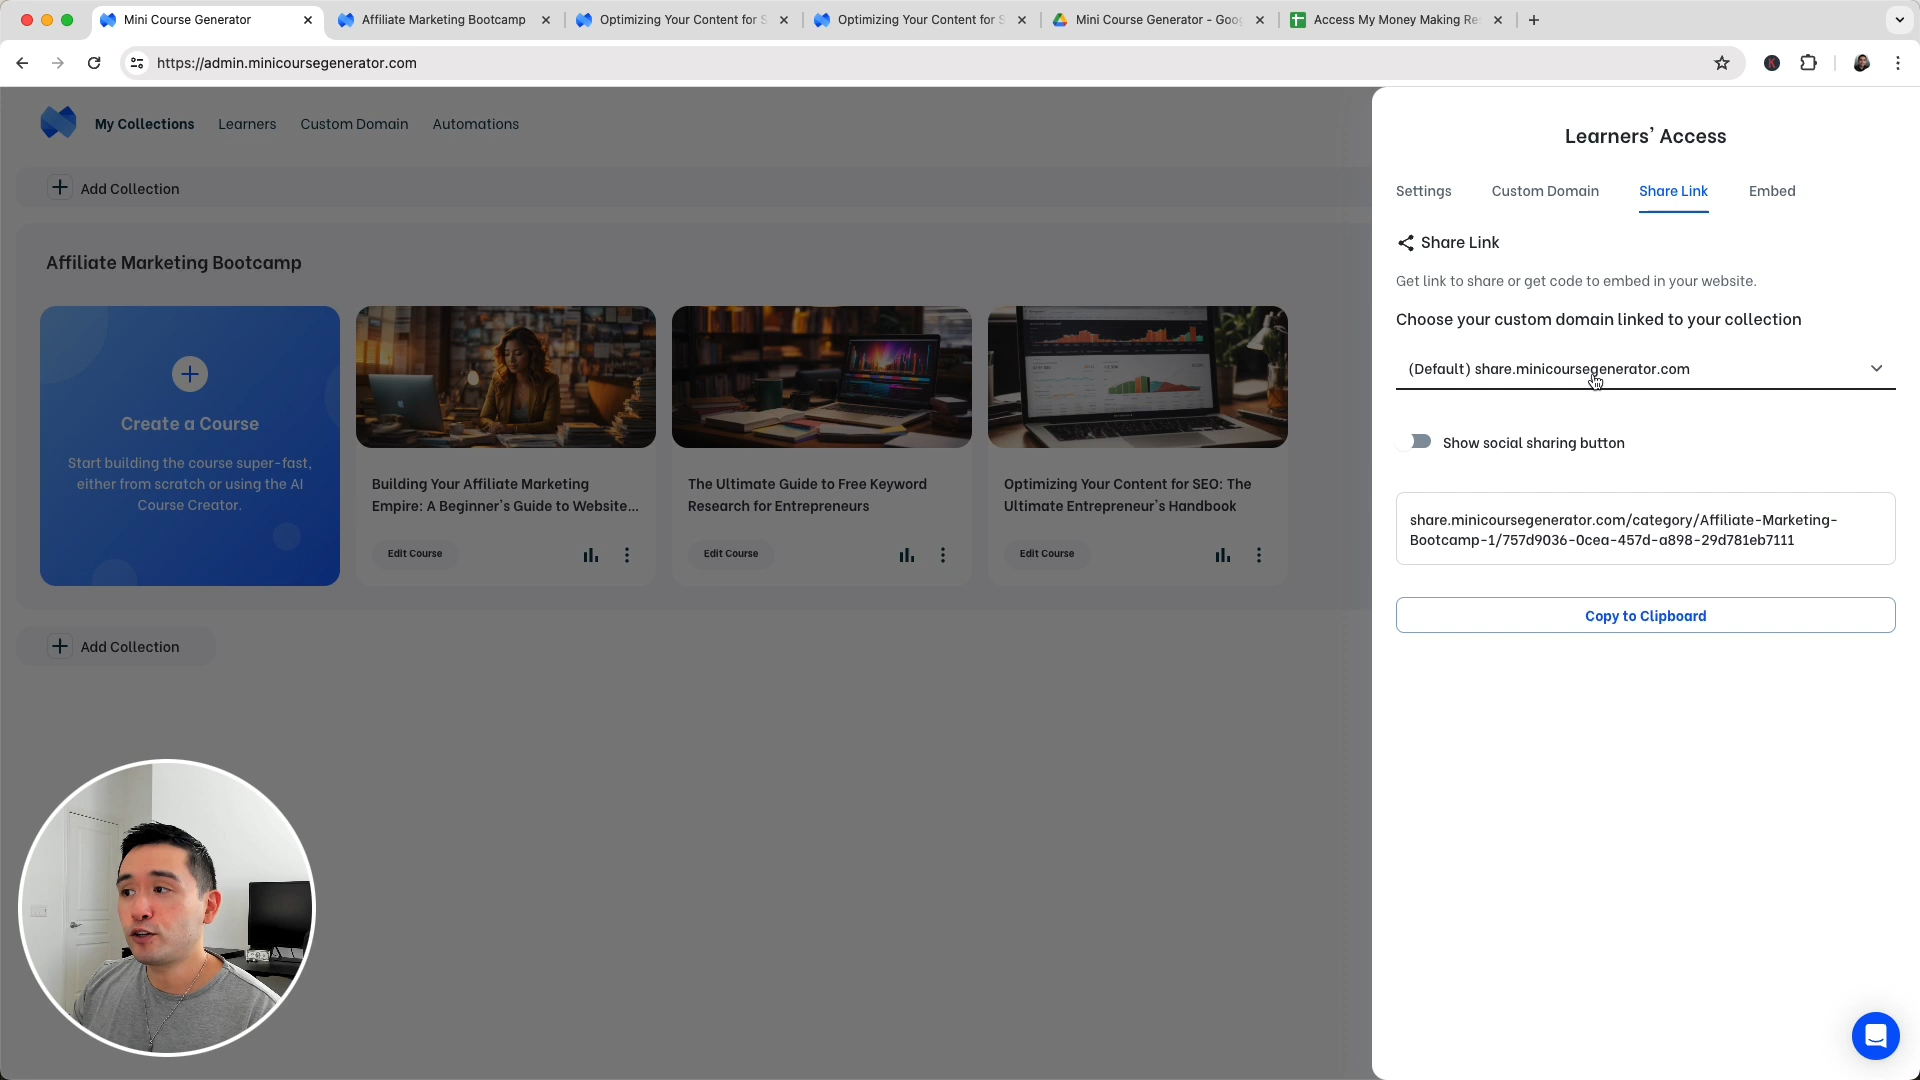 Mini Course Generator
Affiliate Marketing Bootcamp
Optimizing Your Content for S
Optimizing Your Content for S
Mini Course Generator - Goog
Access My Money Making Re
https://admin.minicoursegenerator.com
My Collections
Learners
Custom Domain
Automations
Add Collection
Affiliate Marketing Bootcamp
Create a Course
Start building the course super-fast,
either from scratch or using the AI
Course Creator.
Building Your Affiliate Marketing
Empire: A Beginner's Guide to Website...
Edit Course
The Ultimate Guide to Free Keyword
Research for Entrepreneurs
Edit Course
Optimizing Your Content for SEO: The
Ultimate Entrepreneur's Handbook
Edit Course
Add Collection
Learners' Access
Settings
Custom Domain
Share Link
Embed
Share Link
Get link to share or get code to embed in your website.
Choose your custom domain linked to your collection
(Default) share.minicoursegenerator.com
Show social sharing button
share.minicoursegenerator.com/category/Affiliate-Marketing-
Bootcamp-1/757d9036-0cea-457d-a898-29d781eb7111
Copy to Clipboard